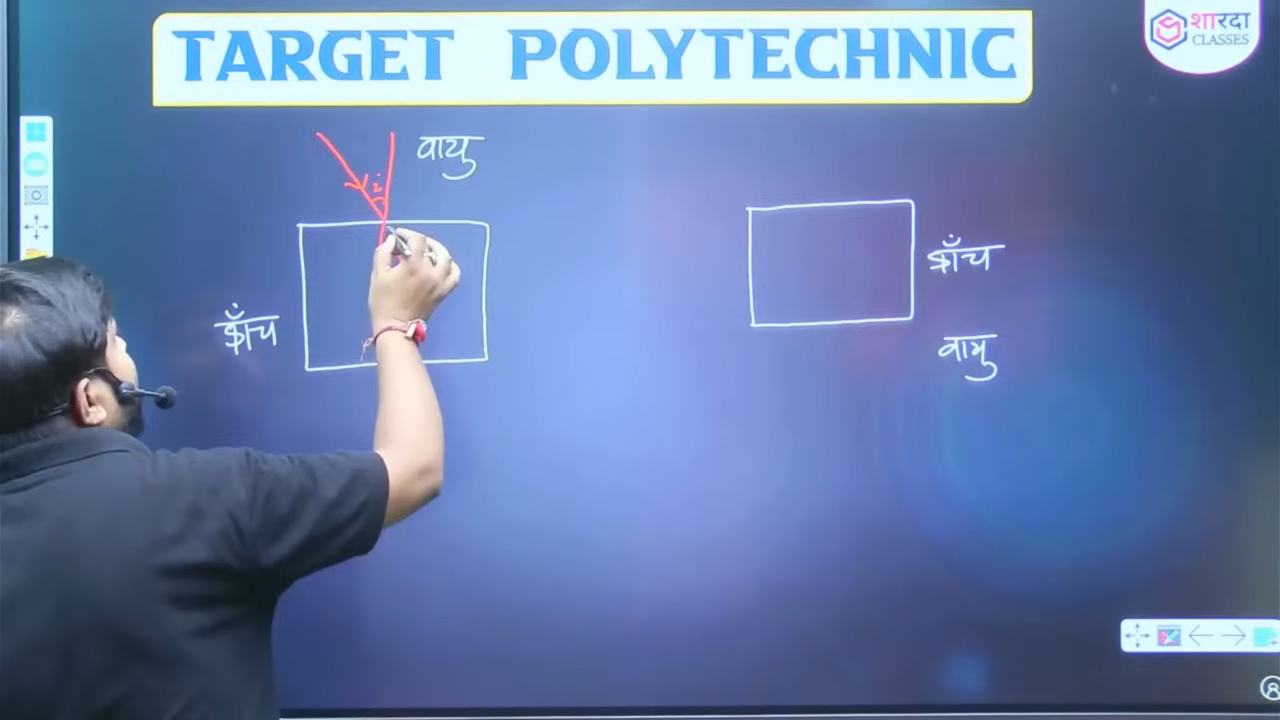 TARGET POLYTECHNIC
शारदा
CLASSES
वायु
i
काँच
काँच
वायु